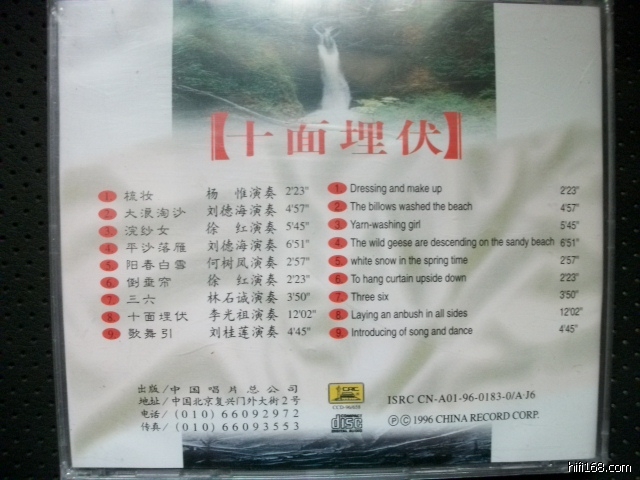 【十面埋伏】
1 梳妆 杨 惟演奏 2'23"
2 大浪淘沙 刘德海演奏 4'57"
3 浣纱女 徐 红演奏 5'45"
4 平沙落雁 刘德海演奏 6'51"
5 阳春白雪 何树凤演奏 2'57"
6 倒垂帘 徐 红演奏 2'23"
7 三六 林石诚演奏 3'50"
8 十面埋伏 李光祖演奏 12'02"
9 歌舞引 刘桂莲演奏 4'45"
1 Dressing and make up 2'23"
2 The billows washed the beach 4'57"
3 Yarn-washing girl 5'45"
4 The wild geese are descending on the sandy beach 6'51"
5 white snow in the spring time 2'57"
6 To hang curtain upside down 2'23"
7 Three six 3'50"
8 Laying an anbush in all sides 12'02"
9 Introducing of song and dance 4'45"
出版/中国唱片总公司
地址/中国北京复兴门外大街2号
电话/(010)66092972
传真/(010)66093553
CRC
COMPACT
disc
DIGITAL AUDIO
ISRC CN-A01-96-0183-0/A·J6
Ⓟ© 1996 CHINA RECORD CORP.
hifi168.com